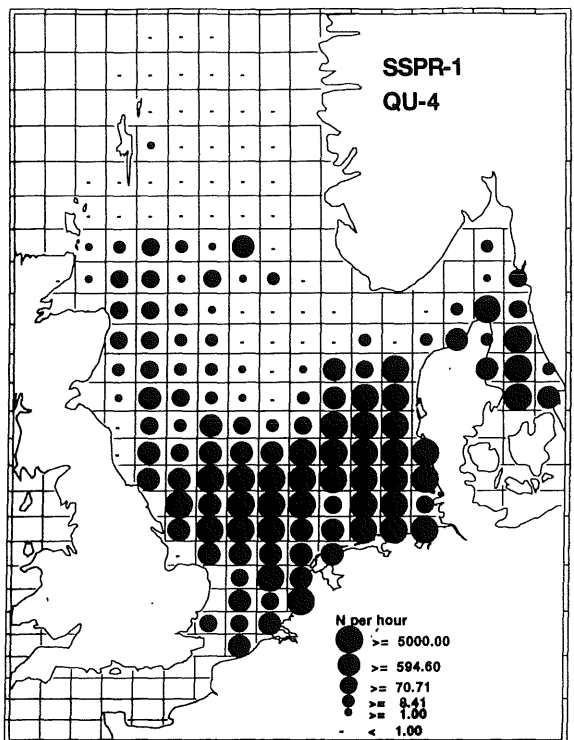 SSPR-1
QU-4
N per hour
>= 5000.00
>= 594.60
>= 70.71
>= 8.41
>= 1.00
- < 1.00